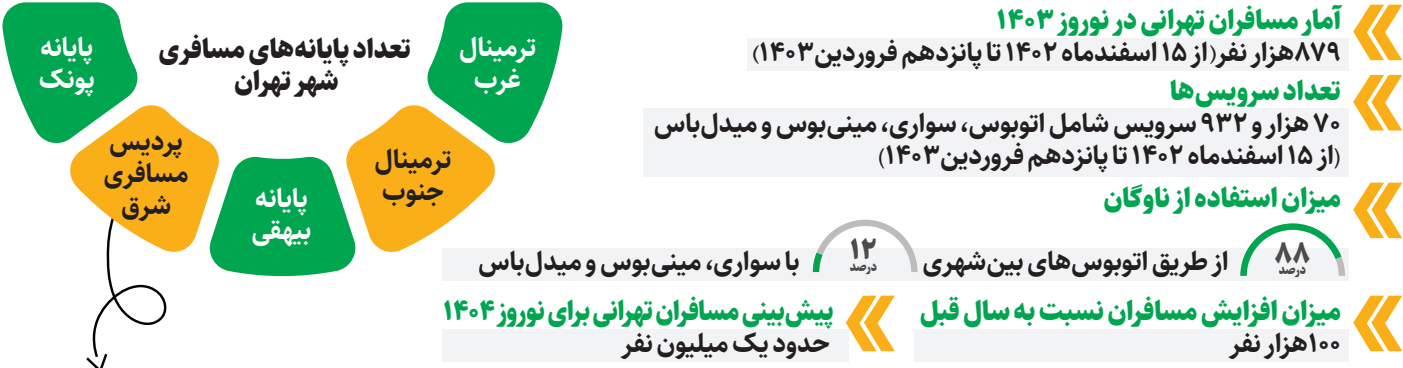 آمار مسافران تهرانی در نوروز ۱۴۰۳
۸۷۹هزار نفر(از ۱۵ اسفندماه ۱۴۰۲ تا پانزدهم فروردین۱۴۰۳)
تعداد سرویس‌ها
۷۰ هزار و ۹۳۲ سرویس شامل اتوبوس، سواری، مینی‌بوس و میدل‌باس
(از ۱۵ اسفندماه ۱۴۰۲ تا پانزدهم فروردین۱۴۰۳)
میزان استفاده از ناوگان
۸۸
درصد
از طریق اتوبوس‌های بین‌شهری
۱۲
درصد
با سواری، مینی‌بوس و میدل‌باس
میزان افزایش مسافران نسبت به سال قبل
۱۰۰هزار نفر
پیش‌بینی مسافران تهرانی برای نوروز ۱۴۰۴
حدود یک میلیون نفر
تعداد پایانه‌های مسافری
شهر تهران
ترمینال
غرب
ترمینال
جنوب
پایانه
بیهقی
پردیس
مسافری
شرق
پایانه
پونک